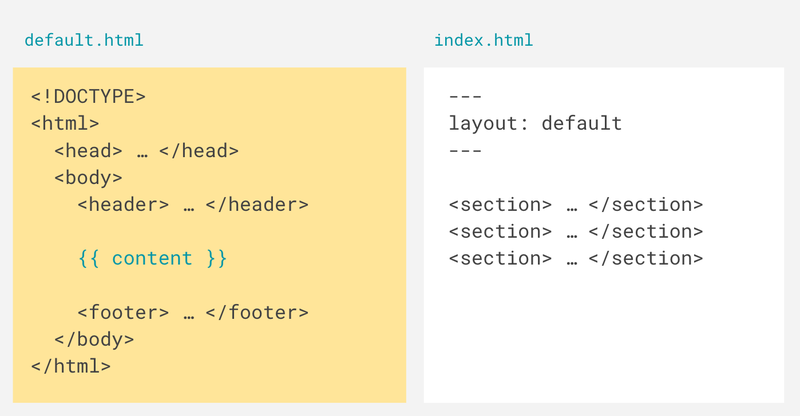 default.html
<!DOCTYPE>
<html>
  <head> … </head>
  <body>
    <header> … </header>
    {{ content }}
    <footer> … </footer>
  </body>
</html>
index.html
---
layout: default
---
<section> … </section>
<section> … </section>
<section> … </section>